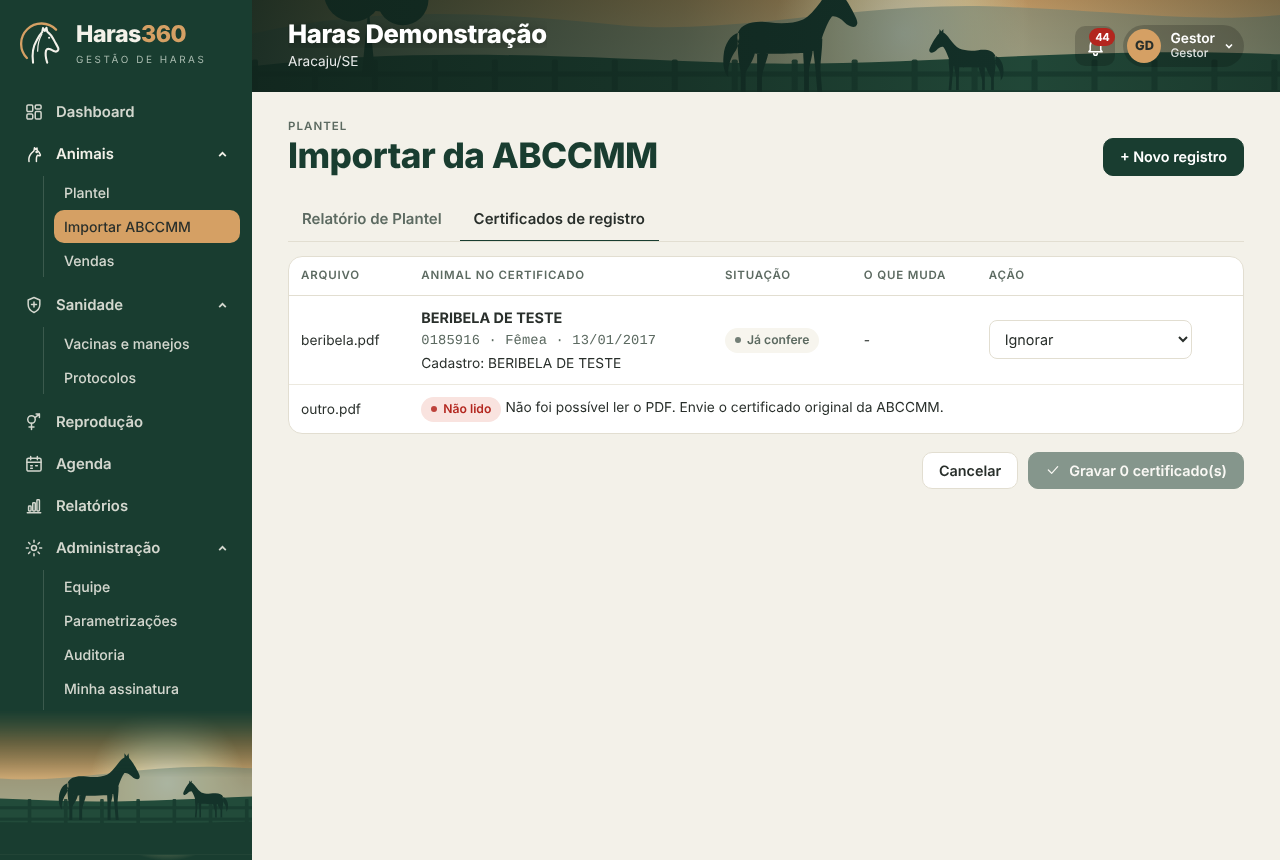 Haras360
GESTÃO DE HARAS
Dashboard
Animais
Plantel
Importar ABCCMM
Vendas
Sanidade
Vacinas e manejos
Protocolos
Reprodução
Agenda
Relatórios
Administração
Equipe
Parametrizações
Auditoria
Minha assinatura
Haras Demonstração
Aracaju/SE
44
GD
Gestor
Gestor
PLANTEL
Importar da ABCCMM
+ Novo registro
Relatório de Plantel
Certificados de registro
ARQUIVO ANIMAL NO CERTIFICADO SITUAÇÃO O QUE MUDA AÇÃO
beribela.pdf
BERIBELA DE TESTE
0185916 · Fêmea · 13/01/2017
Cadastro: BERIBELA DE TESTE
Já confere
-
Ignorar
outro.pdf
Não lido Não foi possível ler o PDF. Envie o certificado original da ABCCMM.
Cancelar
Gravar 0 certificado(s)